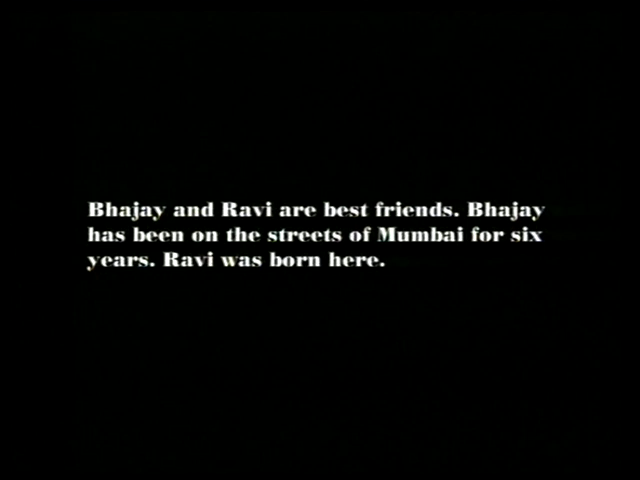 Bhajay and Ravi are best friends. Bhajay
has been on the streets of Mumbai for six
years. Ravi was born here.